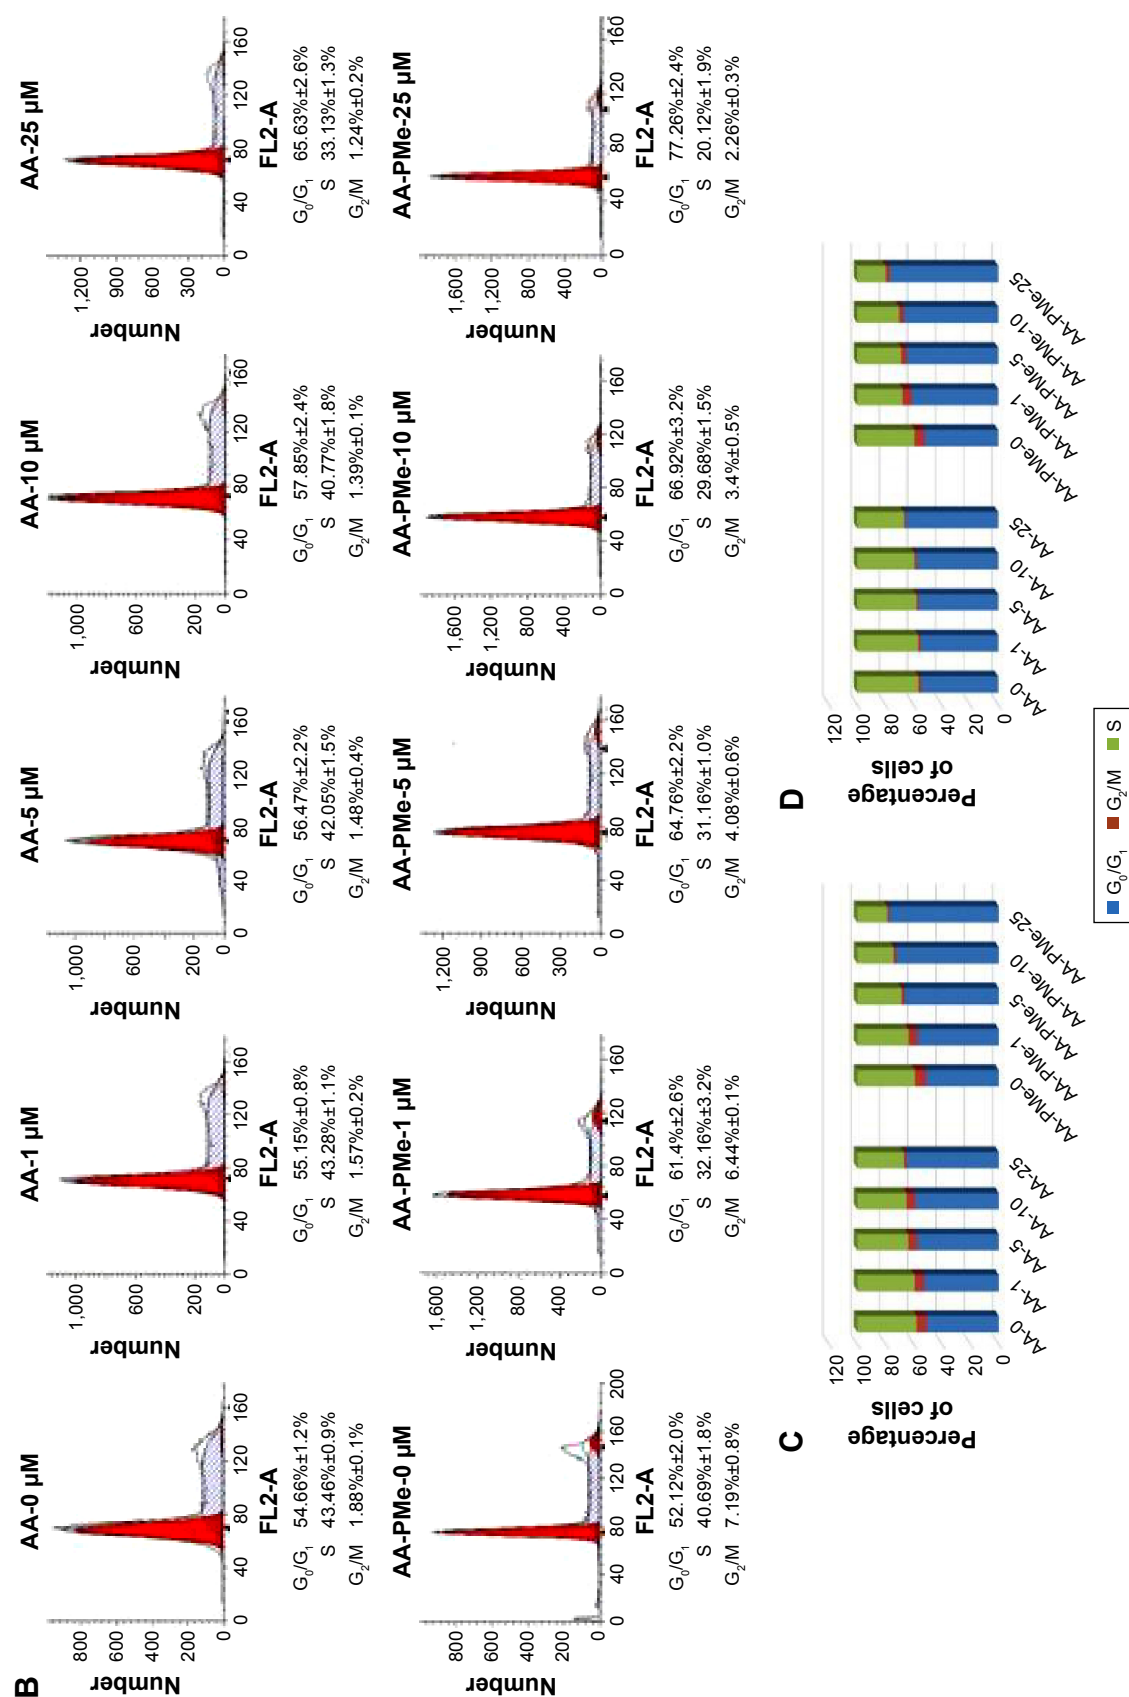 B
AA-0 µM
Number
800
600
400
200
0
0 40 80 120 160
FL2-A
G0/G1 54.66%±1.2%
S 43.46%±0.9%
G2/M 1.88%±0.1%
AA-1 µM
Number
1,000
600
200
0
0 40 80 120 160
FL2-A
G0/G1 55.15%±0.8%
S 43.28%±1.1%
G2/M 1.57%±0.2%
AA-5 µM
Number
1,000
600
200
0
0 40 80 120 160
FL2-A
G0/G1 56.47%±2.2%
S 42.05%±1.5%
G2/M 1.48%±0.4%
AA-10 µM
Number
1,000
600
200
0
0 40 80 120 160
FL2-A
G0/G1 57.85%±2.4%
S 40.77%±1.8%
G2/M 1.39%±0.1%
AA-25 µM
Number
1,200
900
600
300
0
0 40 80 120 160
FL2-A
G0/G1 65.63%±2.6%
S 33.13%±1.3%
G2/M 1.24%±0.2%
AA-PMe-0 µM
Number
800
600
400
200
0
0 40 80 120 160 200
FL2-A
G0/G1 52.12%±2.0%
S 40.69%±1.8%
G2/M 7.19%±0.8%
AA-PMe-1 µM
Number
1,600
1,200
800
400
0
0 40 80 120 160
FL2-A
G0/G1 61.4%±2.6%
S 32.16%±3.2%
G2/M 6.44%±0.1%
AA-PMe-5 µM
Number
1,200
900
600
300
0
0 40 80 120 160
FL2-A
G0/G1 64.76%±2.2%
S 31.16%±1.0%
G2/M 4.08%±0.6%
AA-PMe-10 µM
Number
1,600
1,200
800
400
0
0 40 80 120 160
FL2-A
G0/G1 66.92%±3.2%
S 29.68%±1.5%
G2/M 3.4%±0.5%
AA-PMe-25 µM
Number
1,600
1,200
800
400
0
0 40 80 120 160
FL2-A
G0/G1 77.26%±2.4%
S 20.12%±1.9%
G2/M 2.26%±0.3%
C
Percentage
of cells
120
100
80
60
40
20
0
AA-0
AA-1
AA-5
AA-10
AA-25
AA-PMe-0
AA-PMe-1
AA-PMe-5
AA-PMe-10
AA-PMe-25
D
Percentage
of cells
120
100
80
60
40
20
0
AA-0
AA-1
AA-5
AA-10
AA-25
AA-PMe-0
AA-PMe-1
AA-PMe-5
AA-PMe-10
AA-PMe-25
G0/G1 G2/M S